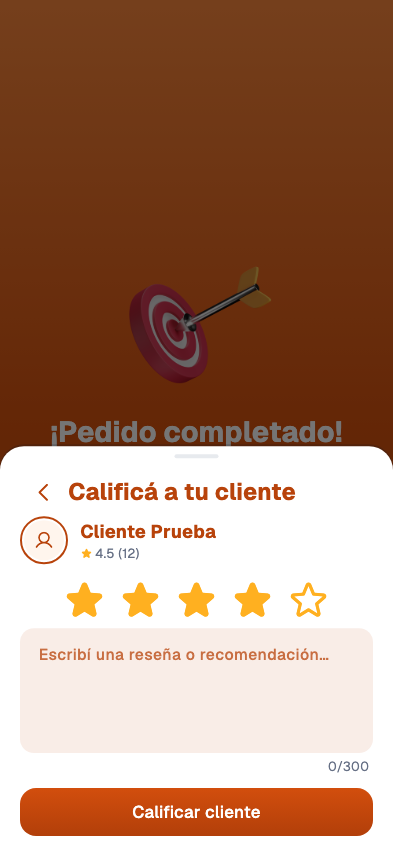 ¡Pedido completado!
Calificá a tu cliente
Cliente Prueba
4.5 (12)
Escribí una reseña o recomendación...
0/300
Calificar cliente